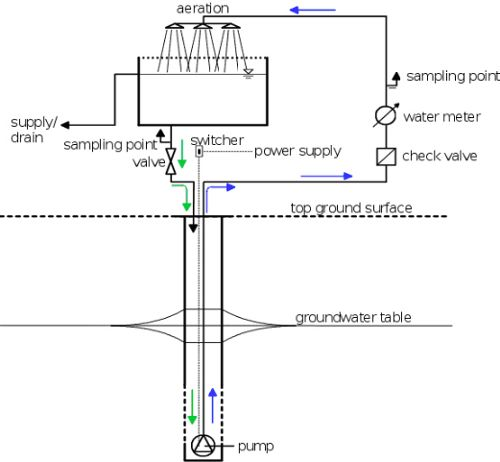 aeration
sampling point
water meter
supply/
drain
sampling point
switcher
valve
power supply
check valve
top ground surface
groundwater table
pump